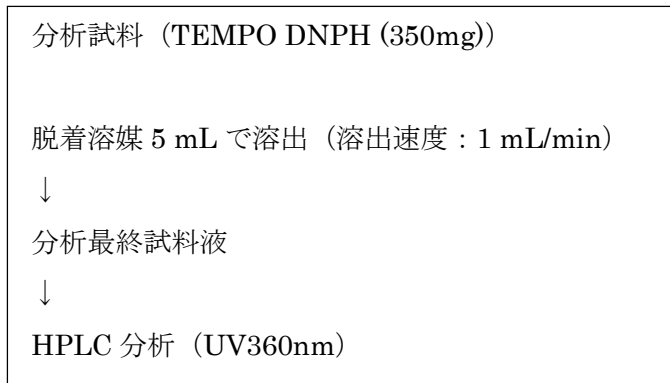 分析試料（TEMPO DNPH (350mg)）
脱着溶媒 5 mL で溶出（溶出速度：1 mL/min）
↓
分析最終試料液
↓
HPLC 分析（UV360nm）